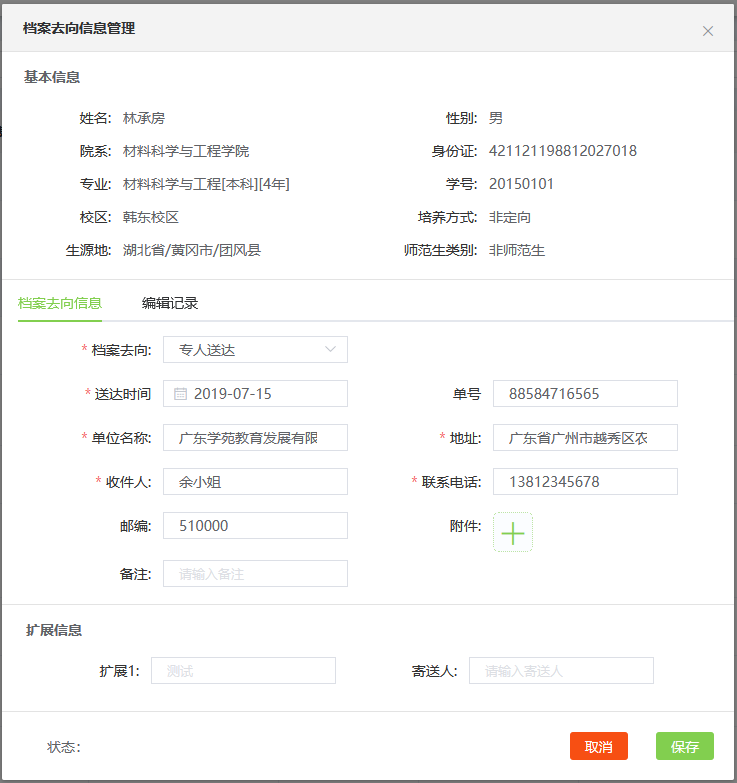 档案去向信息管理
基本信息
姓名: 林承房 性别: 男
院系: 材料科学与工程学院 身份证: 421121198812027018
专业: 材料科学与工程[本科][4年] 学号: 20150101
校区: 韩东校区 培养方式: 非定向
生源地: 湖北省/黄冈市/团风县 师范生类别: 非师范生
档案去向信息 编辑记录
* 档案去向: 专人送达
* 送达时间 2019-07-15 单号 88584716565
* 单位名称: 广东学苑教育发展有限 * 地址: 广东省广州市越秀区农
* 收件人: 余小姐 * 联系电话: 13812345678
邮编: 510000 附件:
备注: 请输入备注
扩展信息
扩展1: 测试 寄送人: 请输入寄送人
状态: 取消 保存